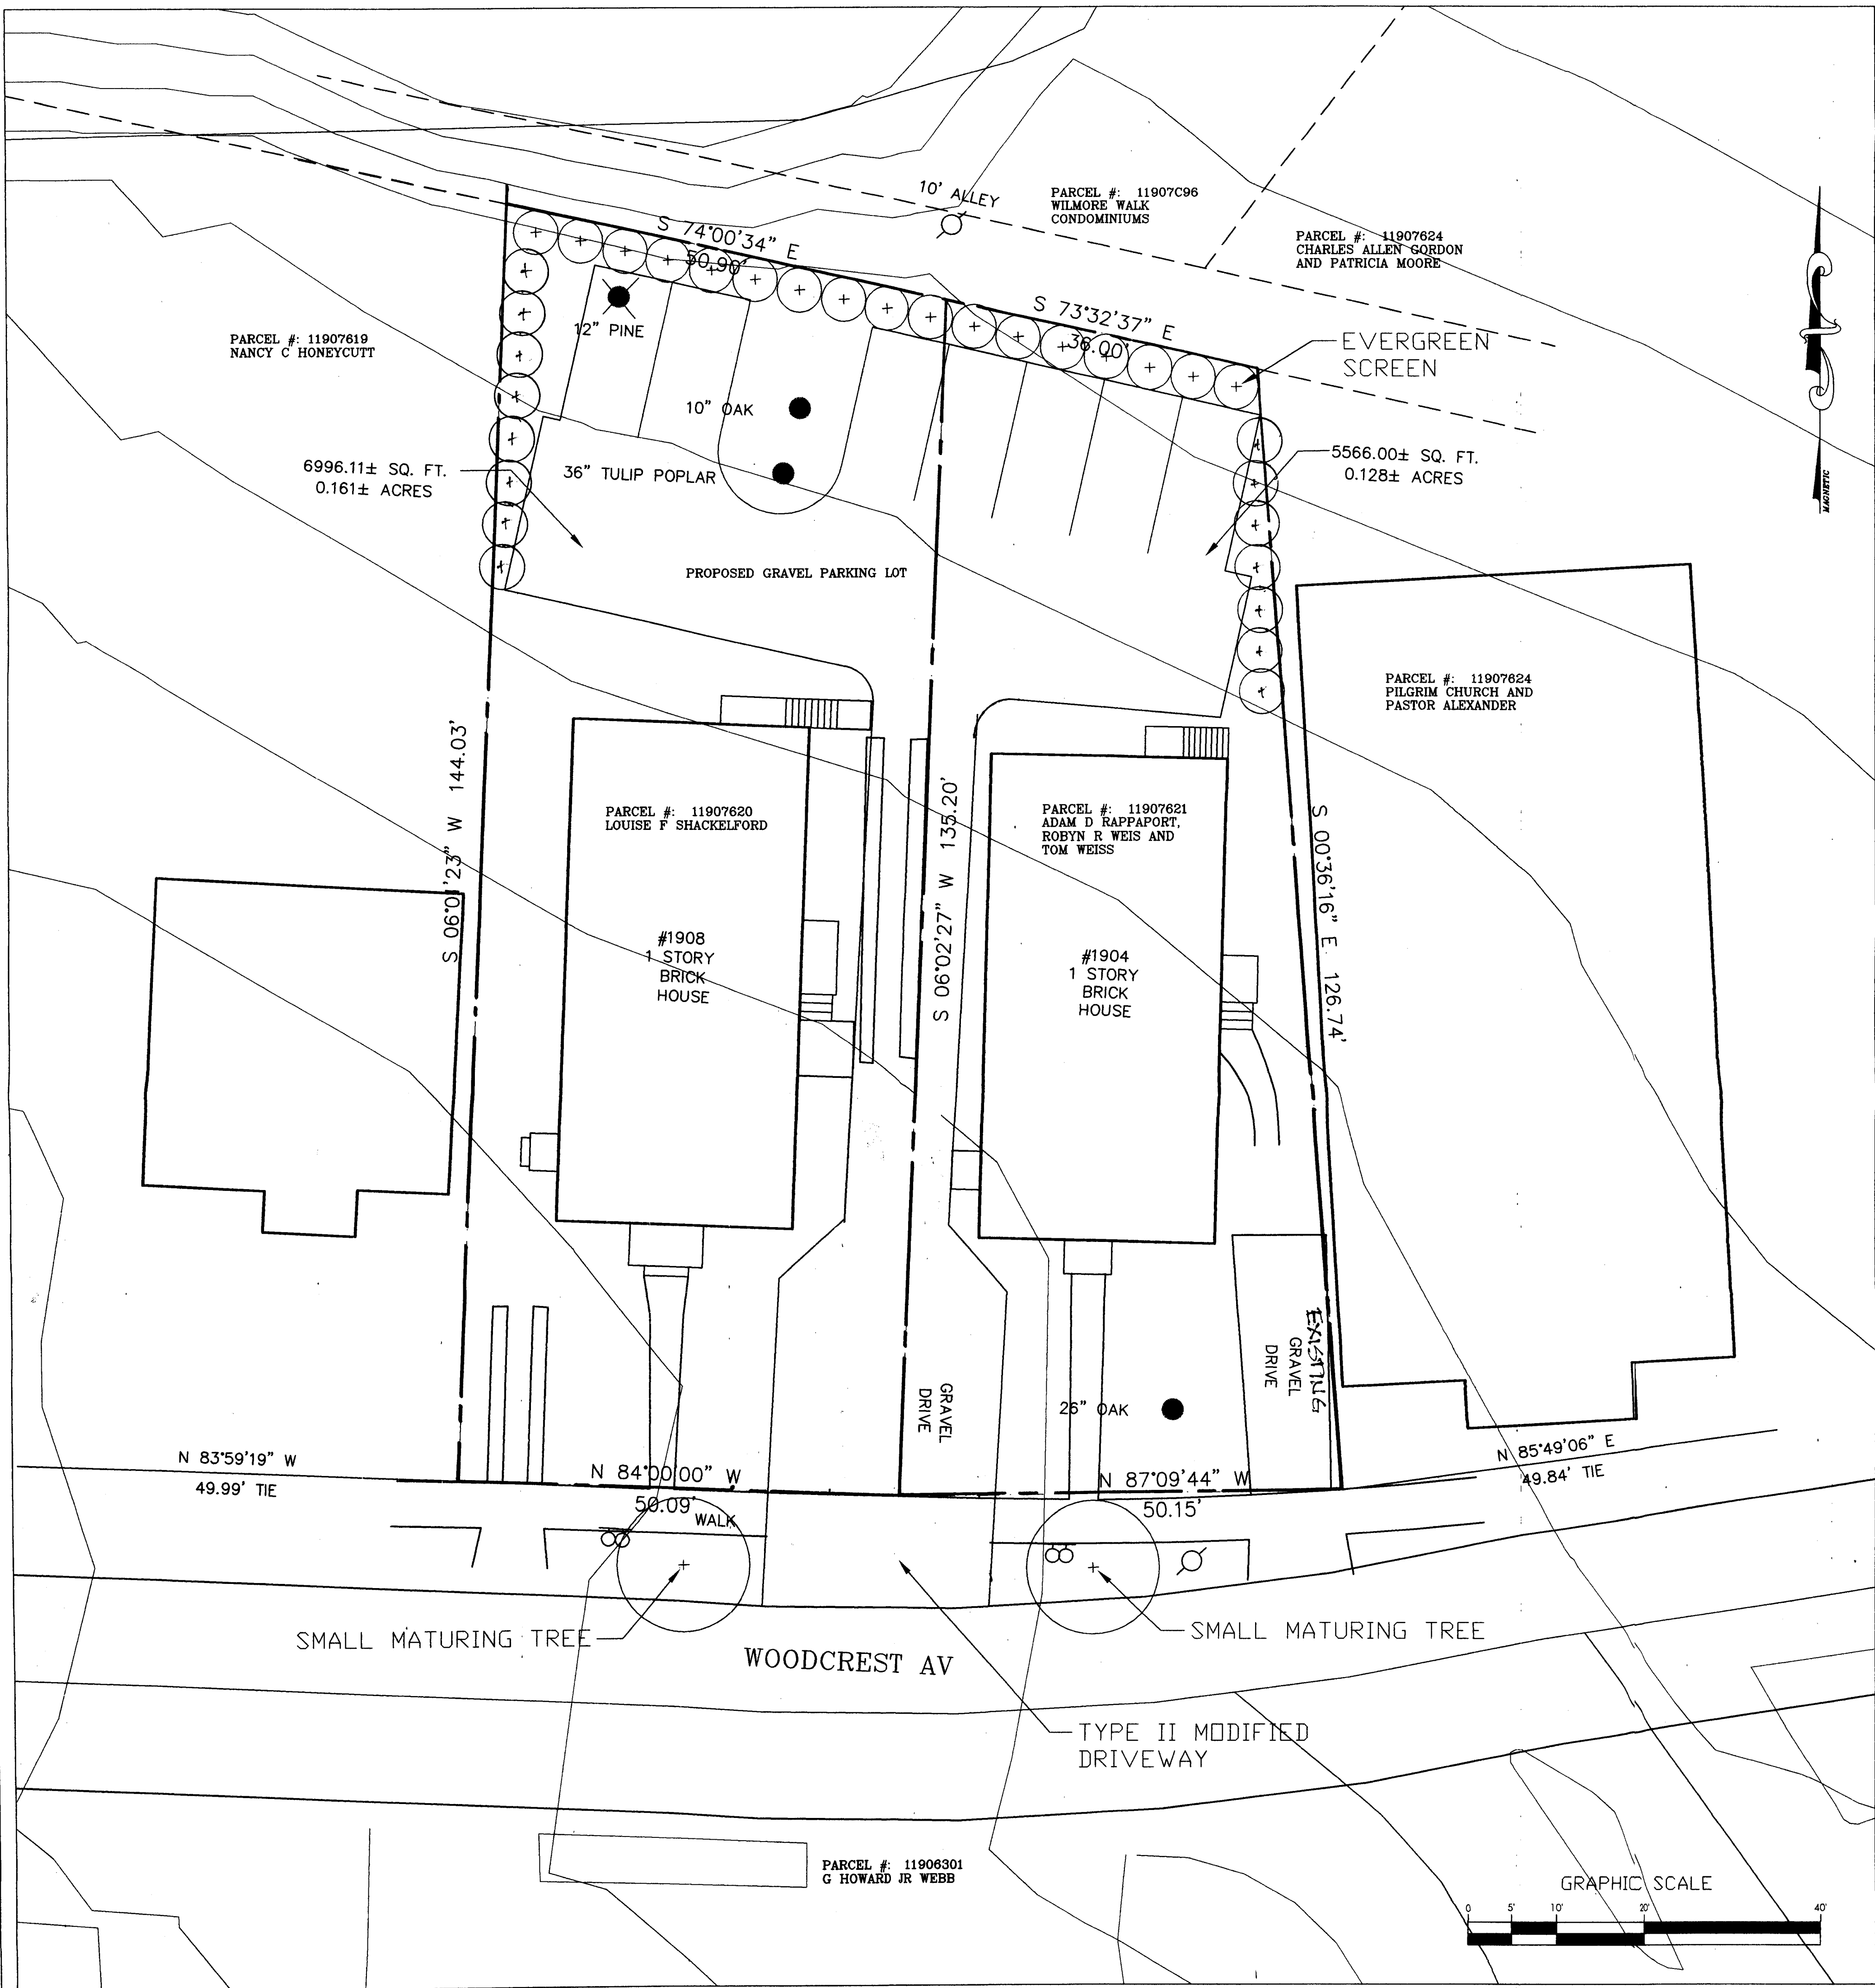 10' ALLEY
PARCEL #: 11907C96
WILMORE WALK
CONDOMINIUMS
S 74°00'34" E
50.90'
PARCEL #: 11907624
CHARLES ALLEN GORDON
AND PATRICIA MOORE
S 73°32'37" E
36.00'
12" PINE
PARCEL #: 11907619
NANCY C HONEYCUTT
EVERGREEN
SCREEN
10" OAK
6996.11± SQ. FT.
0.161± ACRES
36" TULIP POPLAR
5566.00± SQ. FT.
0.128± ACRES
MAGNETIC
PROPOSED GRAVEL PARKING LOT
PARCEL #: 11907624
PILGRIM CHURCH AND
PASTOR ALEXANDER
S 06°01'23" W 144.03'
PARCEL #: 11907620
LOUISE F SHACKELFORD
S 06°02'27" W 135.20'
PARCEL #: 11907621
ADAM D RAPPAPORT,
ROBYN R WEIS AND
TOM WEISS
S 00°36'16" E 126.74'
#1908
1 STORY
BRICK
HOUSE
#1904
1 STORY
BRICK
HOUSE
EXISTING
GRAVEL
DRIVE
GRAVEL
DRIVE
26" OAK
N 83°59'19" W
49.99' TIE
N 84°00'00" W
50.09'
WALK
N 87°09'44" W
50.15'
N 85°49'06" E
49.84' TIE
SMALL MATURING TREE
SMALL MATURING TREE
WOODCREST AV
TYPE II MODIFIED
DRIVEWAY
PARCEL #: 11906301
G HOWARD JR WEBB
GRAPHIC SCALE
0 5' 10' 20' 40'